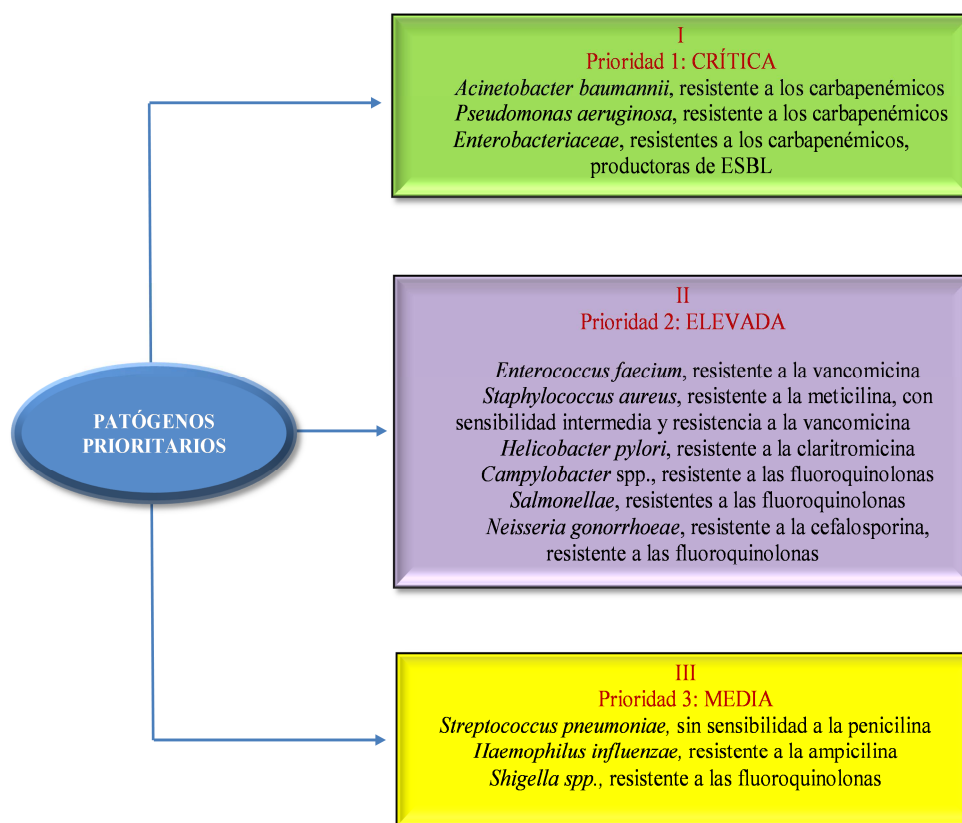 I
Prioridad 1: CRÍTICA
Acinetobacter baumannii, resistente a los carbapenémicos
Pseudomonas aeruginosa, resistente a los carbapenémicos
Enterobacteriaceae, resistentes a los carbapenémicos,
productoras de ESBL
II
Prioridad 2: ELEVADA
Enterococcus faecium, resistente a la vancomicina
Staphylococcus aureus, resistente a la meticilina, con
sensibilidad intermedia y resistencia a la vancomicina
Helicobacter pylori, resistente a la claritromicina
Campylobacter spp., resistente a las fluoroquinolonas
Salmonellae, resistentes a las fluoroquinolonas
Neisseria gonorrhoeae, resistente a la cefalosporina,
resistente a las fluoroquinolonas
PATÓGENOS
PRIORITARIOS
III
Prioridad 3: MEDIA
Streptococcus pneumoniae, sin sensibilidad a la penicilina
Haemophilus influenzae, resistente a la ampicilina
Shigella spp., resistente a las fluoroquinolonas